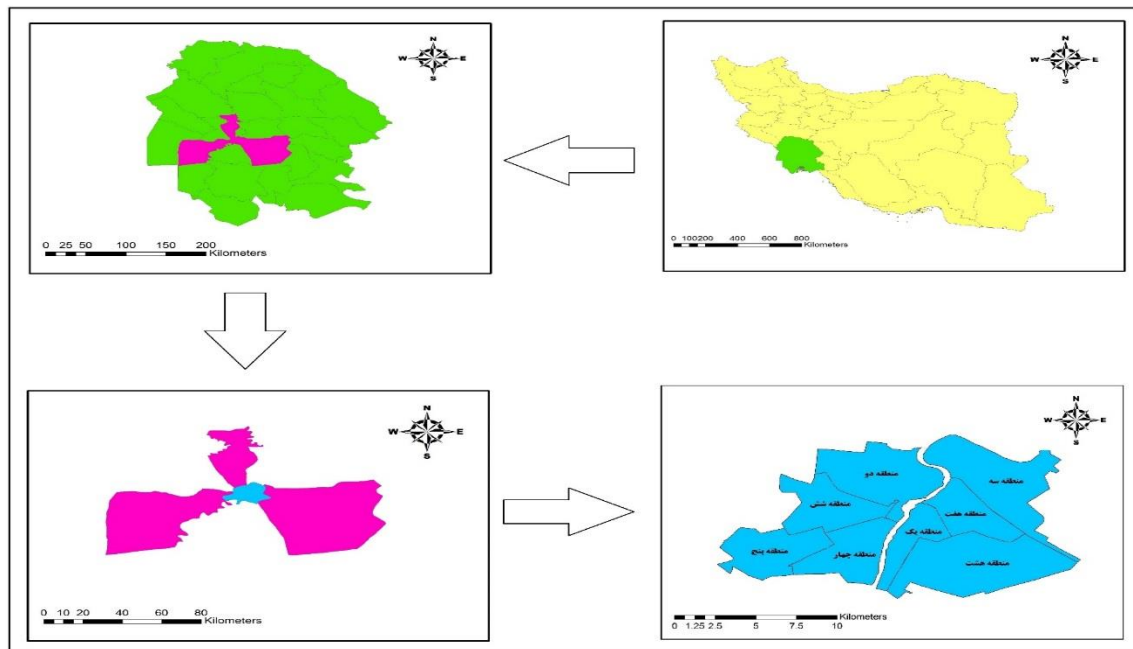 N
W E
S
0 25 50 100 150 200
Kilometers
N
W E
S
0 100200 400 600 800
Kilometers
N
W E
S
0 10 20 40 60 80
Kilometers
N
W E
S
منطقه دو
منطقه سه
منطقه شش
منطقه هفت
منطقه یک
منطقه پنج
منطقه چهار
منطقه هشت
0 1.25 2.5 5 7.5 10
Kilometers